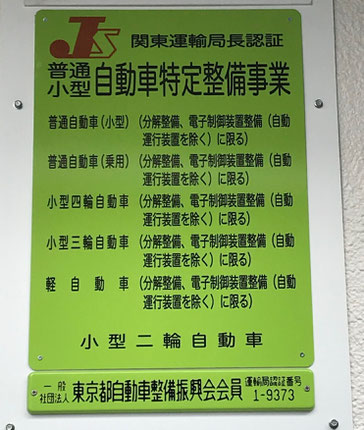 JS 関東運輸局長認証
普通
小型 自動車特定整備事業
普通自動車(小型) (分解整備、電子制御装置整備(自動
運行装置を除く)に限る)
普通自動車(乗用) (分解整備、電子制御装置整備(自動
運行装置を除く)に限る)
小型四輪自動車 (分解整備、電子制御装置整備(自動
運行装置を除く)に限る)
小型三輪自動車 (分解整備、電子制御装置整備(自動
運行装置を除く)に限る)
軽自動車 (分解整備、電子制御装置整備(自動
運行装置を除く)に限る)
小型二輪自動車
一般
社団法人 東京都自動車整備振興会会員 運輸局認証番号
1-9373